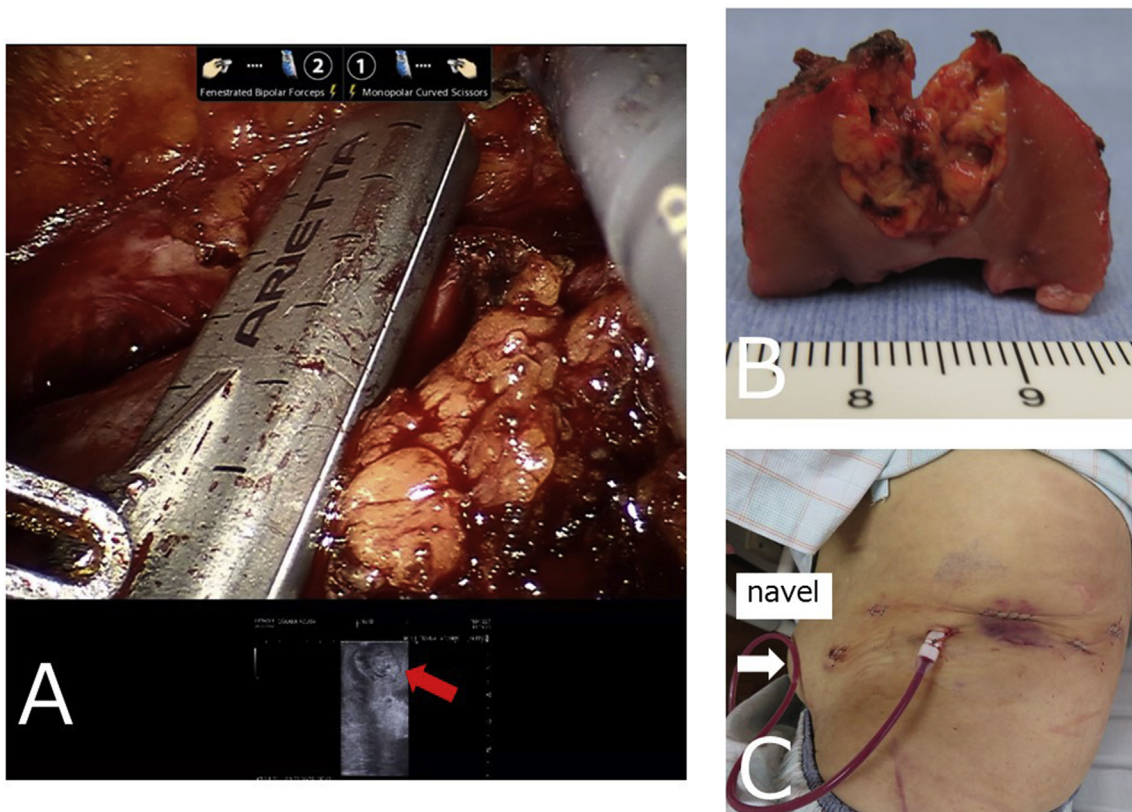 ② ①
Fenestrated Bipolar Forceps Monopolar Curved Scissors
ARIETTA
A
B
8 9
navel
C